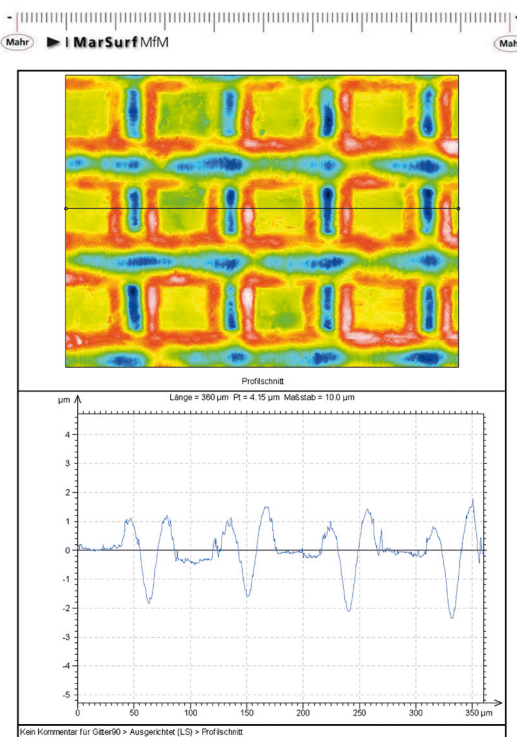 Mahr
MarSurf MfM
Mahr
Profilschnitt
µm
Länge = 360 µm Pt = 4.15 µm Maßstab = 10.0 µm
4
3
2
1
0
-1
-2
-3
-4
-5
0 50 100 150 200 250 300 350 µm
Kein Kommentar für Gitter90 > Ausgerichtet (LS) > Profilschnitt